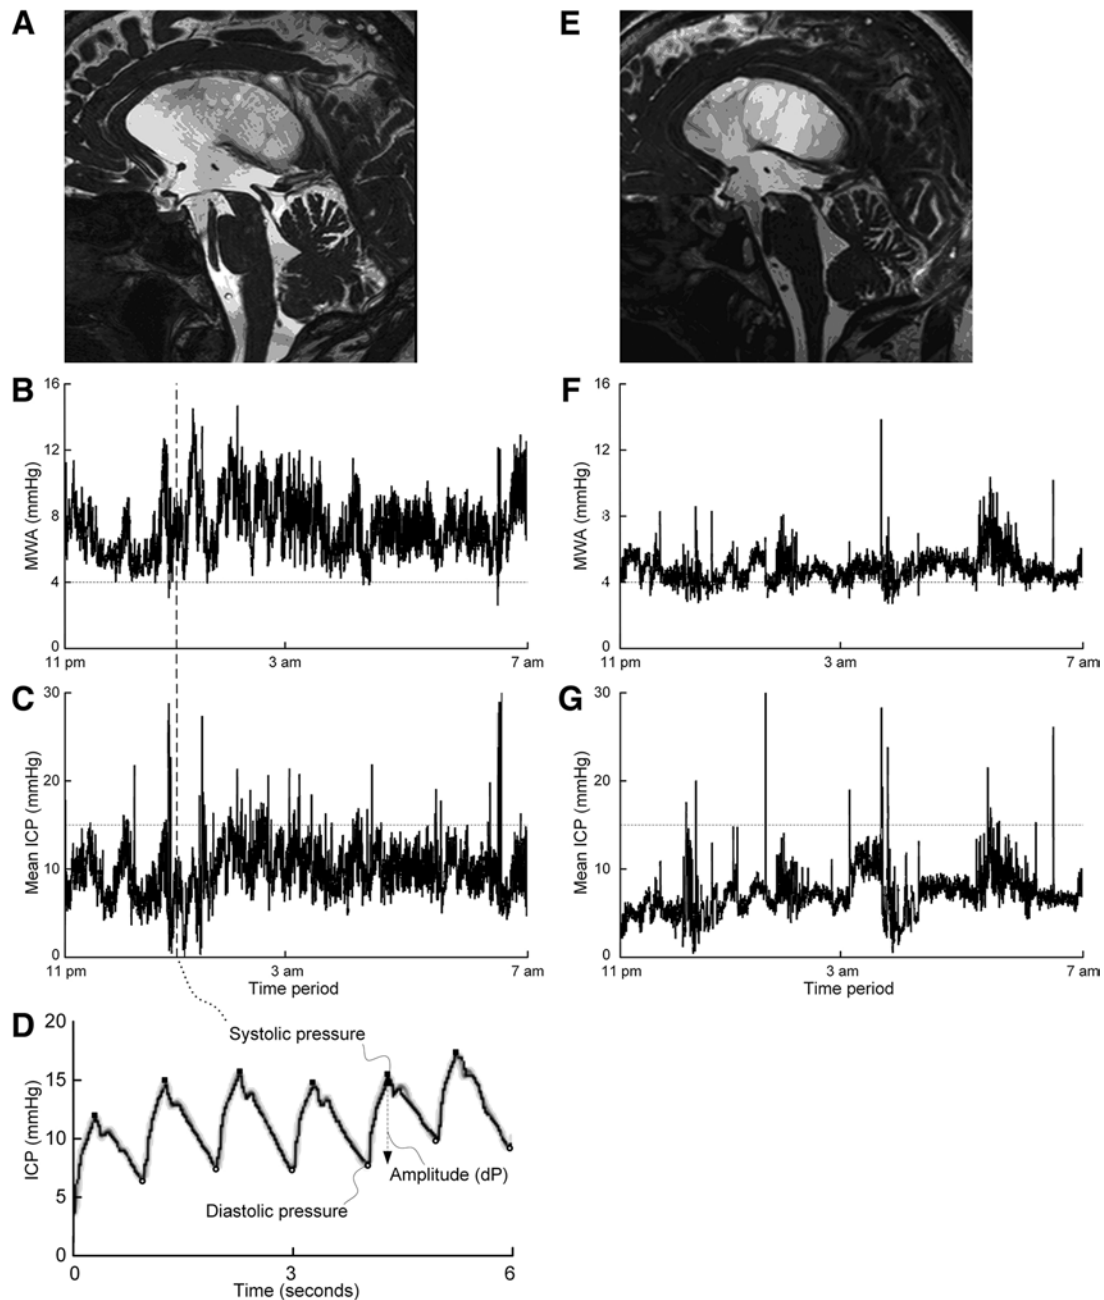 A
E
B
16
12
8
4
0
MWA (mmHg)
11 pm
3 am
7 am
F
16
12
8
4
0
MWA (mmHg)
11 pm
3 am
7 am
C
30
20
10
0
Mean ICP (mmHg)
11 pm
3 am
7 am
Time period
G
30
20
10
0
Mean ICP (mmHg)
11 pm
3 am
7 am
Time period
D
20
15
10
5
0
ICP (mmHg)
Systolic pressure
Amplitude (dP)
Diastolic pressure
0
3
6
Time (seconds)